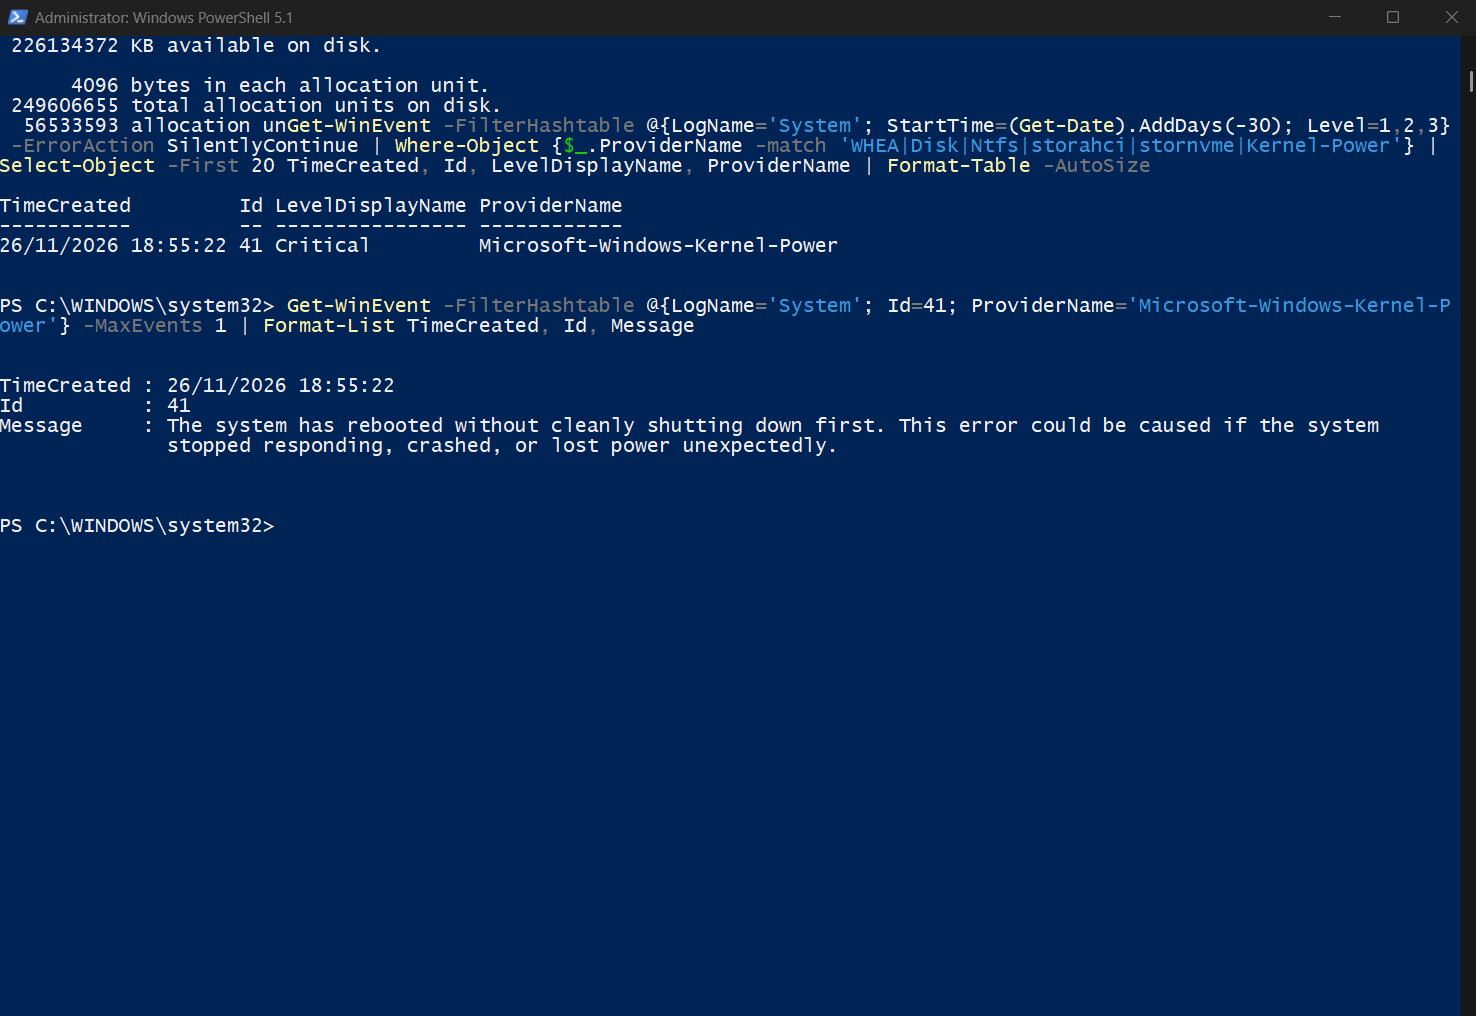 Administrator: Windows PowerShell 5.1
226134372 KB available on disk.
4096 bytes in each allocation unit.
249606655 total allocation units on disk.
56533593 allocation unGet-WinEvent -FilterHashtable @{LogName='System'; StartTime=(Get-Date).AddDays(-30); Level=1,2,3}
-ErrorAction SilentlyContinue | Where-Object {$_.ProviderName -match 'WHEA|Disk|Ntfs|storahci|stornvme|Kernel-Power'} |
Select-Object -First 20 TimeCreated, Id, LevelDisplayName, ProviderName | Format-Table -AutoSize
TimeCreated         Id LevelDisplayName ProviderName
-----------         -- ---------------- ------------
26/11/2026 18:55:22 41 Critical         Microsoft-Windows-Kernel-Power
PS C:\WINDOWS\system32> Get-WinEvent -FilterHashtable @{LogName='System'; Id=41; ProviderName='Microsoft-Windows-Kernel-P
ower'} -MaxEvents 1 | Format-List TimeCreated, Id, Message
TimeCreated : 26/11/2026 18:55:22
Id          : 41
Message     : The system has rebooted without cleanly shutting down first. This error could be caused if the system
stopped responding, crashed, or lost power unexpectedly.
PS C:\WINDOWS\system32>